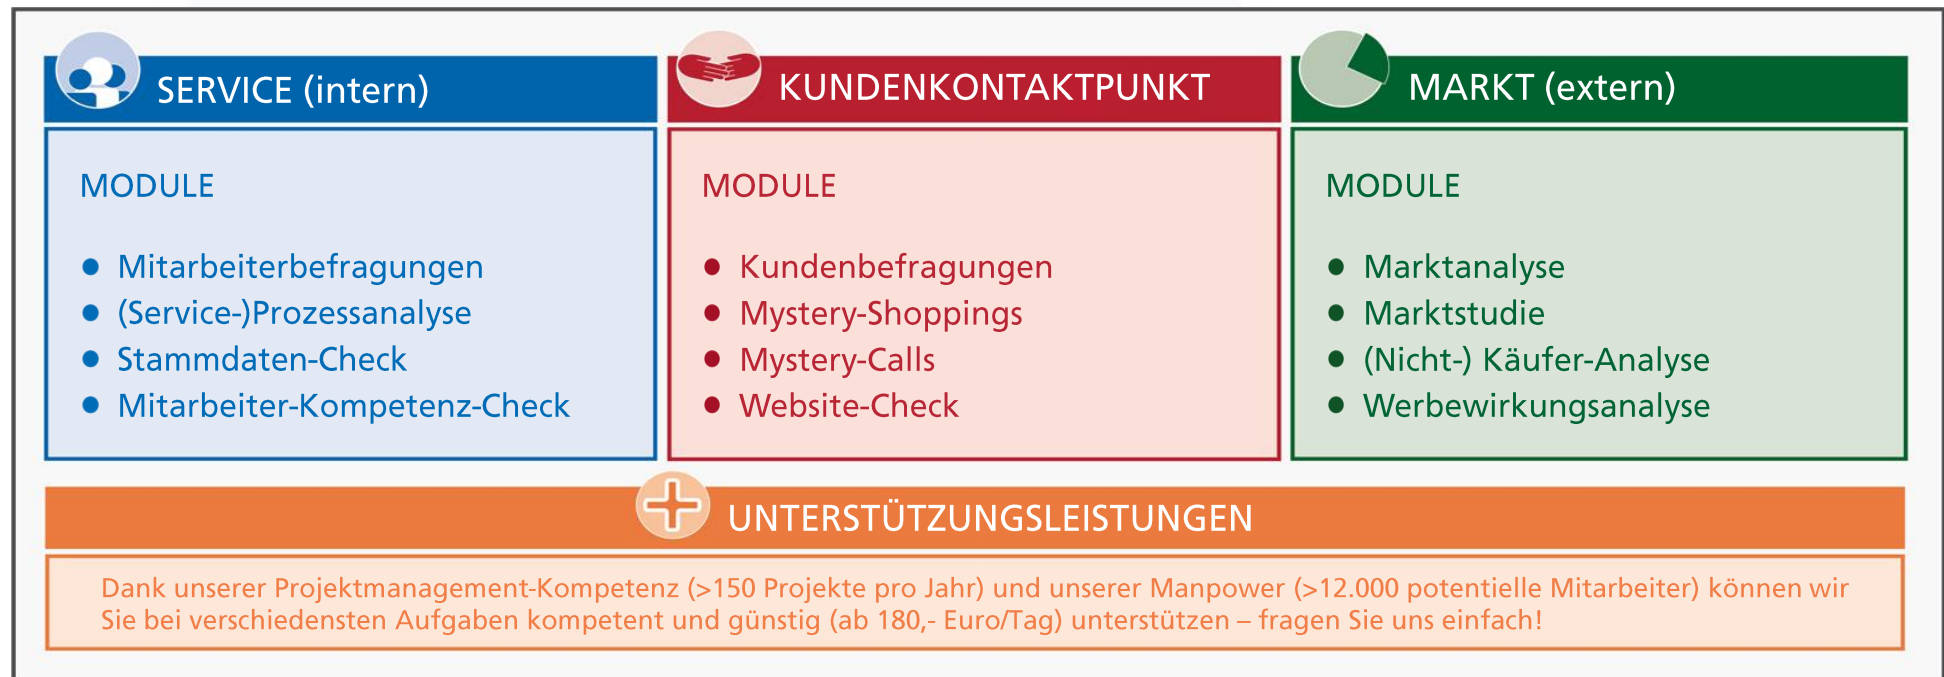 SERVICE (intern)
MODULE
● Mitarbeiterbefragungen
● (Service-)Prozessanalyse
● Stammdaten-Check
● Mitarbeiter-Kompetenz-Check
KUNDENKONTAKTPUNKT
MODULE
● Kundenbefragungen
● Mystery-Shoppings
● Mystery-Calls
● Website-Check
MARKT (extern)
MODULE
● Marktanalyse
● Marktstudie
● (Nicht-) Käufer-Analyse
● Werbewirkungsanalyse
UNTERSTÜTZUNGSLEISTUNGEN
Dank unserer Projektmanagement-Kompetenz (>150 Projekte pro Jahr) und unserer Manpower (>12.000 potentielle Mitarbeiter) können wir
Sie bei verschiedensten Aufgaben kompetent und günstig (ab 180,- Euro/Tag) unterstützen – fragen Sie uns einfach!